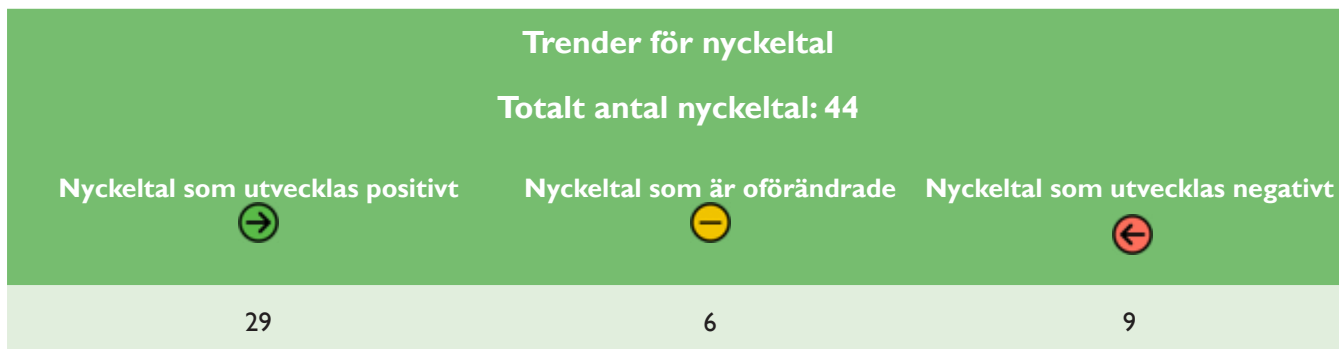 Trender för nyckeltal
Totalt antal nyckeltal: 44
Nyckeltal som utvecklas positivt Nyckeltal som är oförändrade Nyckeltal som utvecklas negativt
29 6 9